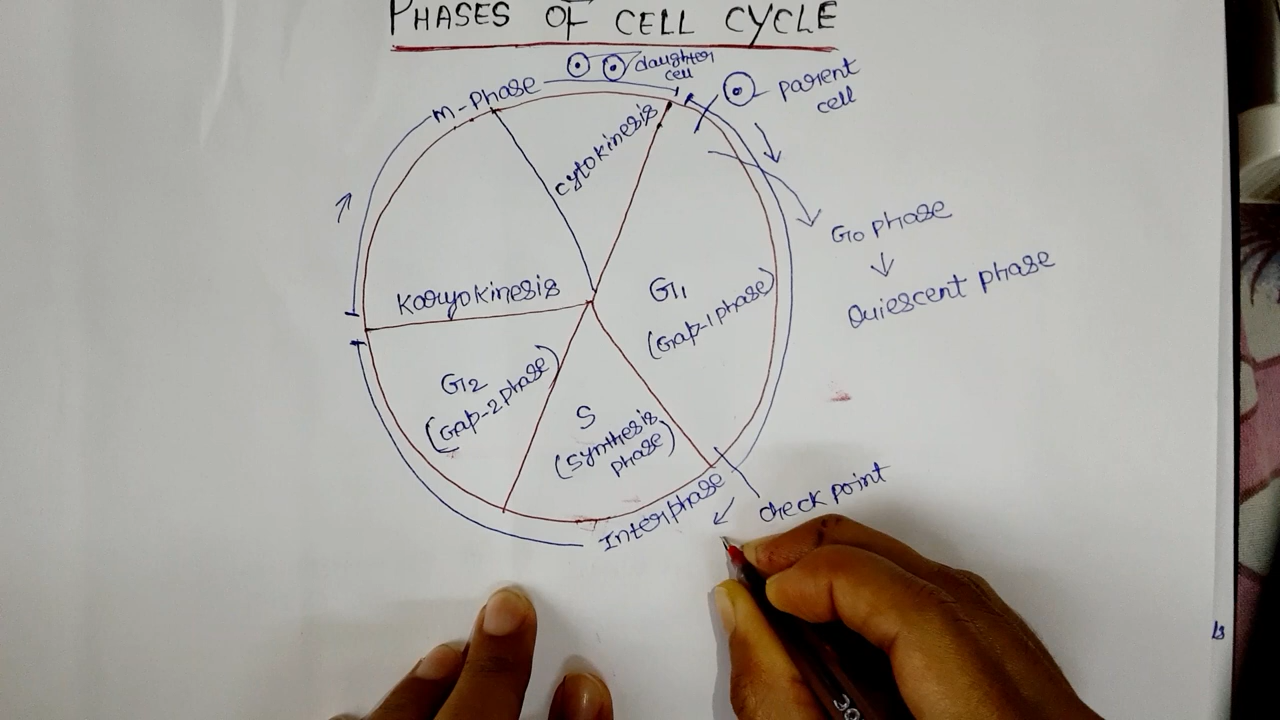 PHASES OF CELL CYCLE
daughter
cell
M-Phase
parent
cell
cytokinesis
G0 phase
Quiescent phase
Karyokinesis
G1
(Gap-1 phase)
G2
(Gap-2 phase)
S
(Synthesis
phase)
Interphase
check point